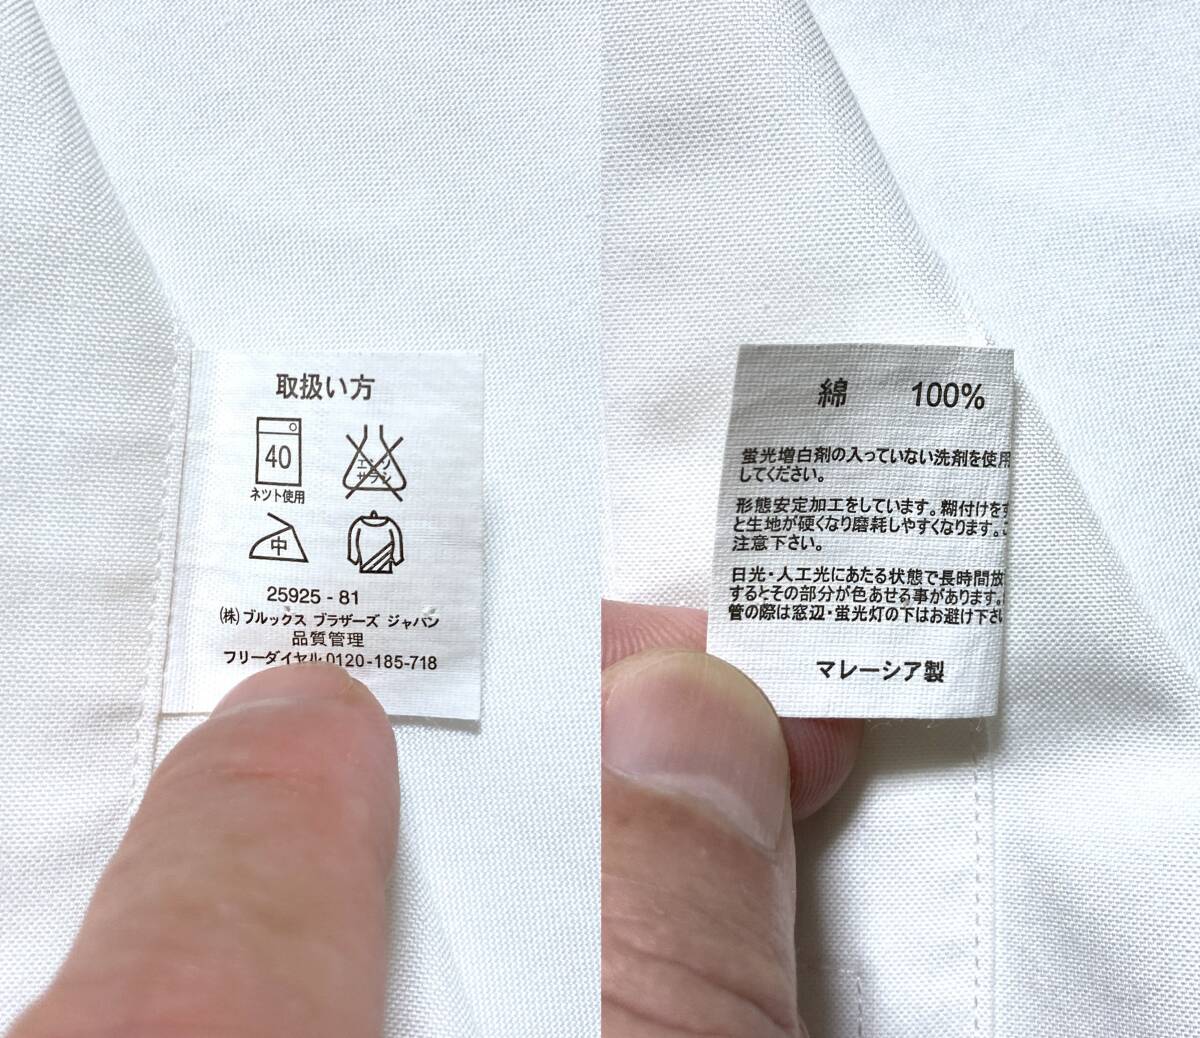 取扱い方
40
ネット使用
エンソ
サラシ
中
25925 - 81
(株) ブルックス ブラザーズ ジャパン
品質管理
フリーダイヤル 0120-185-718
綿 100%
蛍光増白剤の入っていない洗剤を使用
してください。
形態安定加工をしています。糊付けをす
と生地が硬くなり磨耗しやすくなります。ご
注意下さい。
日光・人工光にあたる状態で長時間放
するとその部分が色あせる事があります。
管の際は窓辺・蛍光灯の下はお避け下さい
マレーシア製